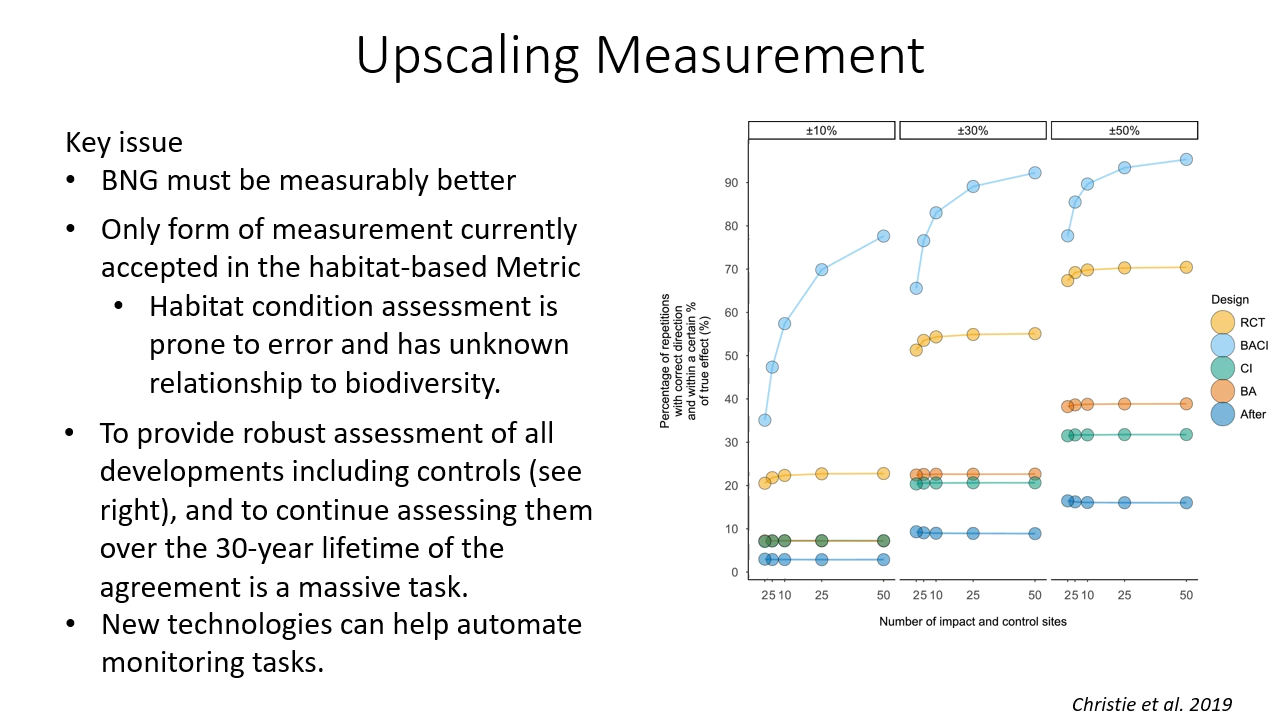 Upscaling Measurement
Key issue
• BNG must be measurably better
• Only form of measurement currently
accepted in the habitat-based Metric
• Habitat condition assessment is
prone to error and has unknown
relationship to biodiversity.
• To provide robust assessment of all
developments including controls (see
right), and to continue assessing them
over the 30-year lifetime of the
agreement is a massive task.
• New technologies can help automate
monitoring tasks.
±10% ±30% ±50%
Percentage of repetitions
with correct direction
and within a certain %
of true effect (%)
90
80
70
60
50
40
30
20
10
0
2 5 10 25 50 2 5 10 25 50 2 5 10 25 50
Number of impact and control sites
Design
RCT
BACI
CI
BA
After
Christie et al. 2019